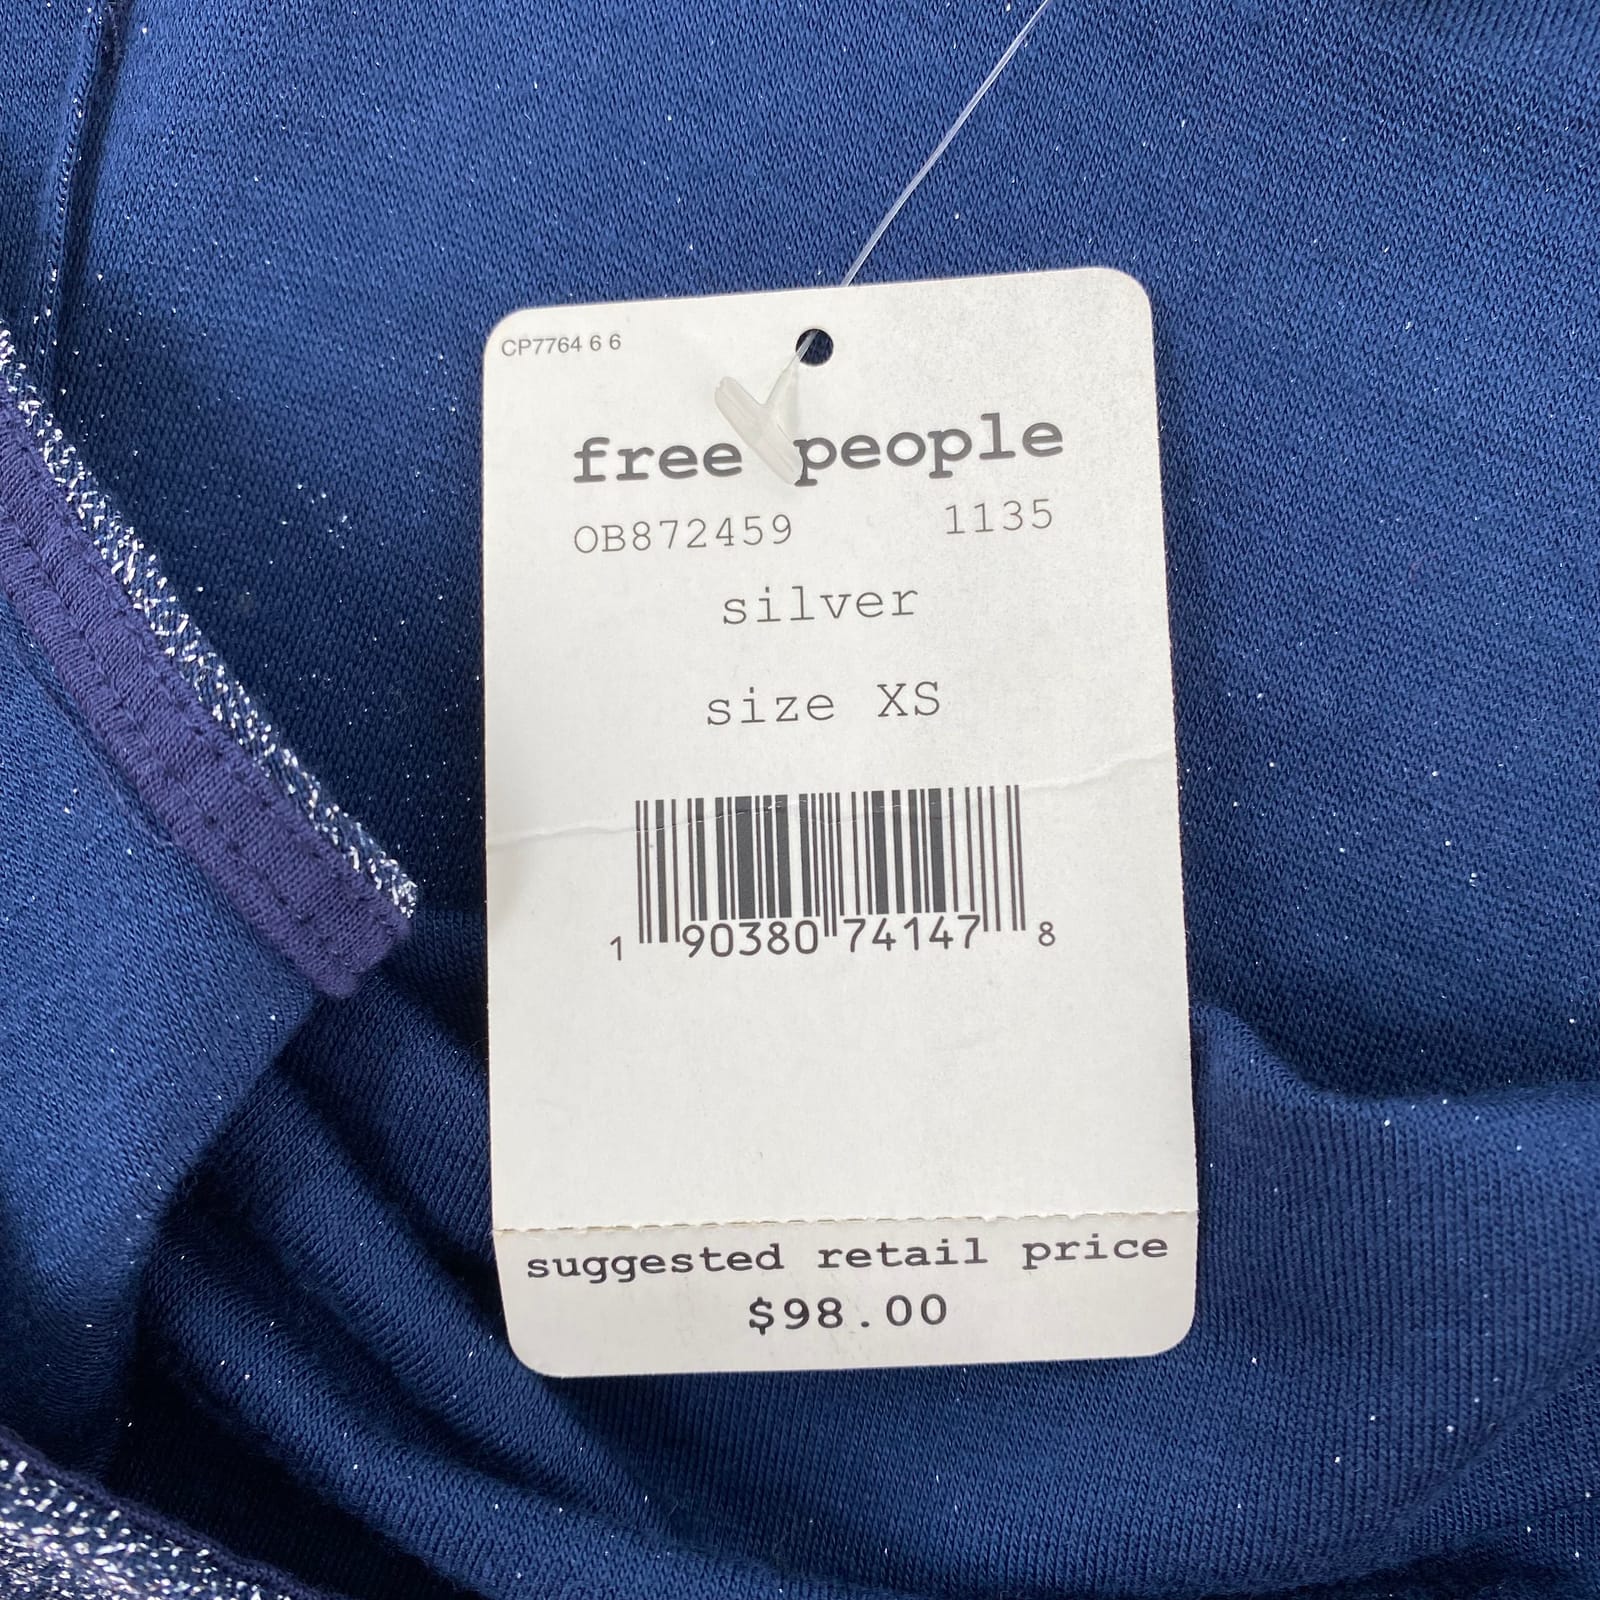 CP7764 6 6
free people
OB872459 1135
silver
size XS
1 90380 74147 8
suggested retail price
$98.00